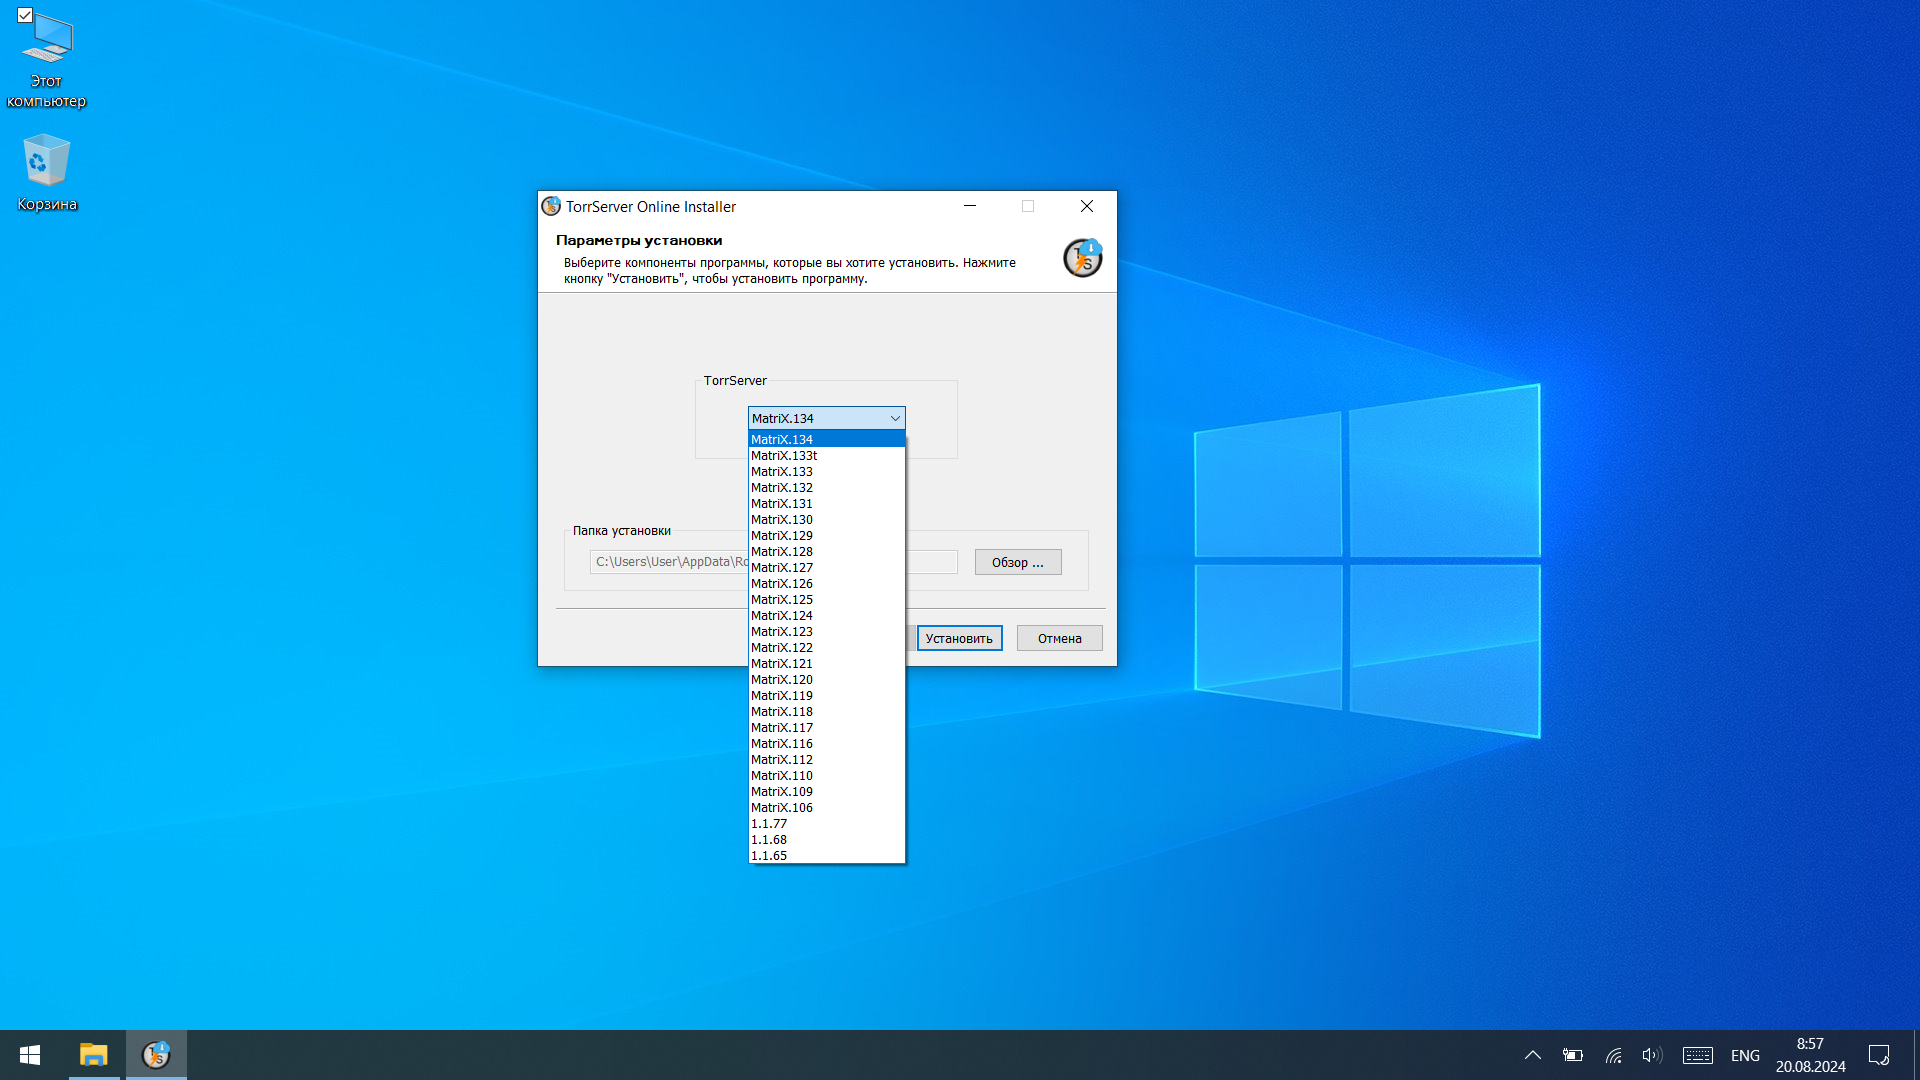 Этот
компьютер
Корзина
TorrServer Online Installer
Параметры установки
Выберите компоненты программы, которые вы хотите установить. Нажмите
кнопку "Установить", чтобы установить программу.
TorrServer
MatriX.134
MatriX.134
MatriX.133t
MatriX.133
MatriX.132
MatriX.131
MatriX.130
MatriX.129
MatriX.128
MatriX.127
MatriX.126
MatriX.125
MatriX.124
MatriX.123
MatriX.122
MatriX.121
MatriX.120
MatriX.119
MatriX.118
MatriX.117
MatriX.116
MatriX.112
MatriX.110
MatriX.109
MatriX.106
1.1.77
1.1.68
1.1.65
Папка установки
C:\Users\User\AppData\Ro
Обзор ...
Установить
Отмена
ENG
8:57
20.08.2024